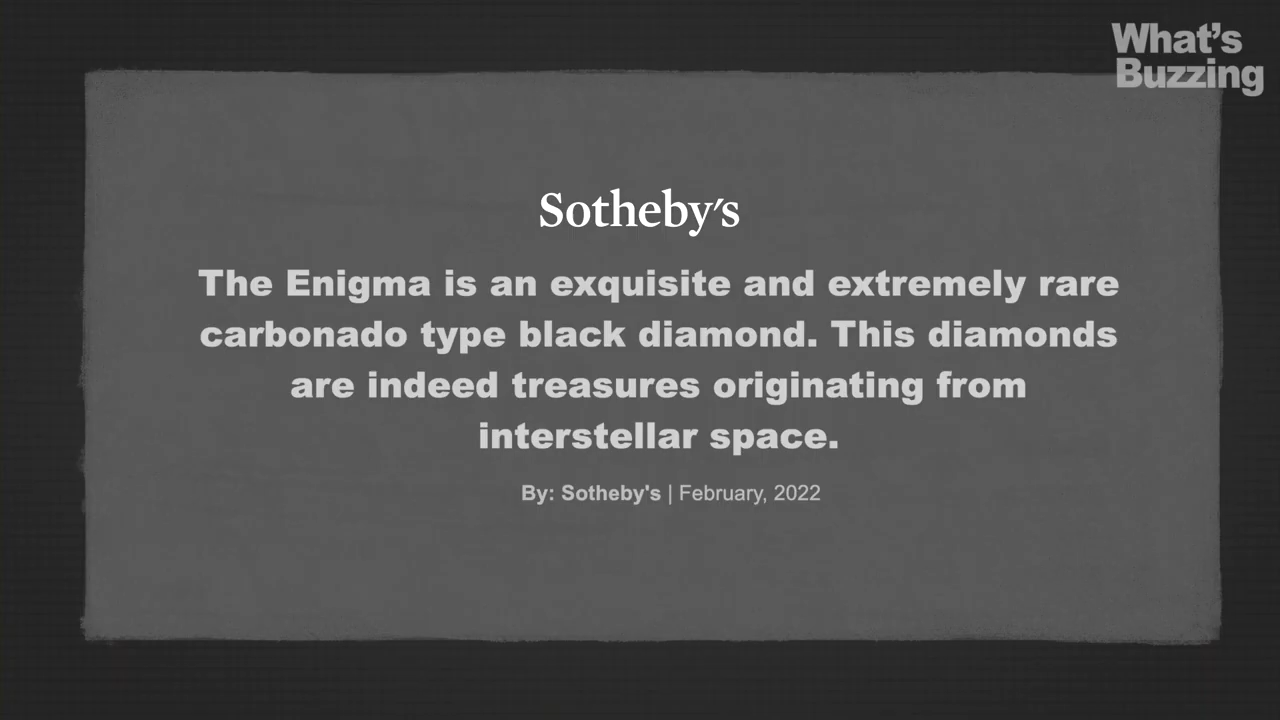 What's
Buzzing
Sotheby's
The Enigma is an exquisite and extremely rare
carbonado type black diamond. This diamonds
are indeed treasures originating from
interstellar space.
By: Sotheby's | February, 2022